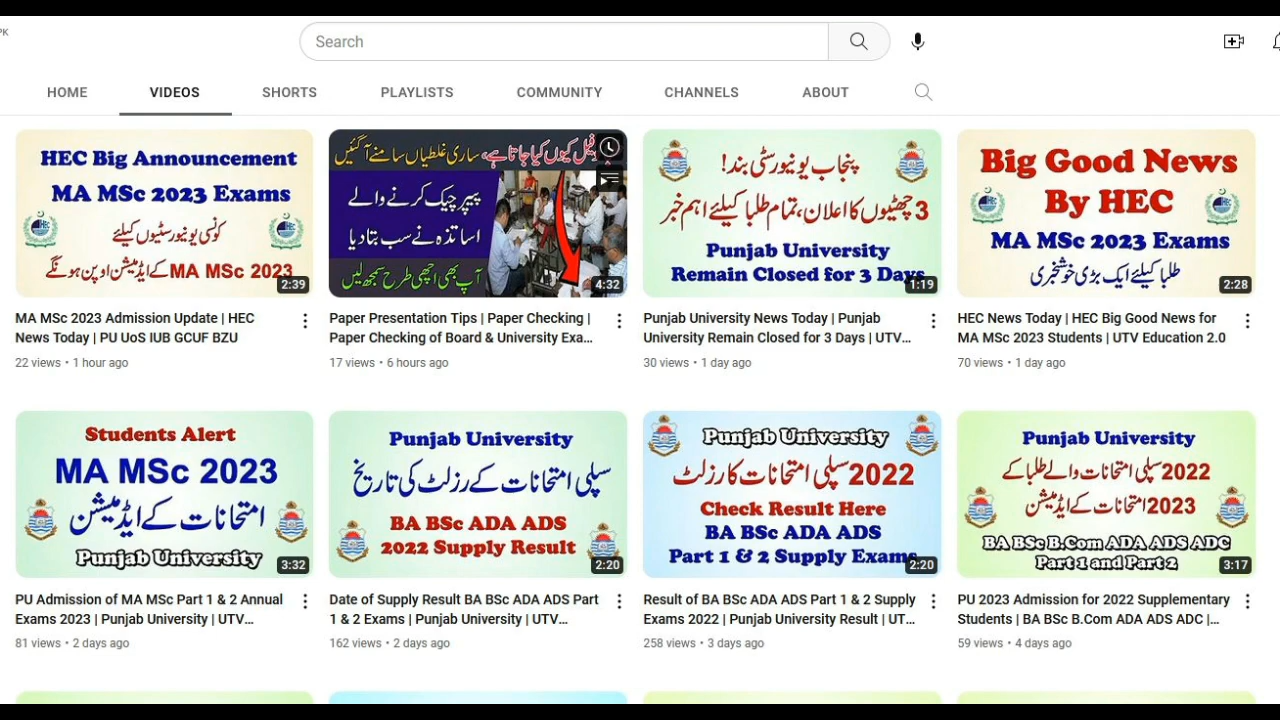 PK
Search
HOME VIDEOS SHORTS PLAYLISTS COMMUNITY CHANNELS ABOUT
HEC Big Announcement
MA MSc 2023 Exams
کونسی یونیورسٹیوں کیلئے
MA MSc 2023 کے ایڈمیشن اوپن ہونگے
HEC
HEC
2:39
MA MSc 2023 Admission Update | HEC
News Today | PU UoS IUB GCUF BZU
22 views • 1 hour ago
فیل کیوں کیا جاتا ہے، ساری غلطیاں سامنے آ گئیں
پیپر چیک کرنے والے
اساتذہ نے سب بتا دیا
آپ بھی اچھی طرح سمجھ لیں
4:32
Paper Presentation Tips | Paper Checking |
Paper Checking of Board & University Exa...
17 views • 6 hours ago
پنجاب یونیورسٹی بند!
3 چھٹیوں کا اعلان، تمام طلبا کیلئے اہم خبر
Punjab University
Remain Closed for 3 Days
1:19
Punjab University News Today | Punjab
University Remain Closed for 3 Days | UTV...
30 views • 1 day ago
Big Good News
By HEC
MA MSc 2023 Exams
طلبا کیلئے ایک بڑی خوشخبری
HEC
HEC
2:28
HEC News Today | HEC Big Good News for
MA MSc 2023 Students | UTV Education 2.0
70 views • 1 day ago
Students Alert
MA MSc 2023
امتحانات کے ایڈمیشن
Punjab University
3:32
PU Admission of MA MSc Part 1 & 2 Annual
Exams 2023 | Punjab University | UTV...
81 views • 2 days ago
Punjab University
سپلی امتحانات کے رزلٹ کی تاریخ
BA BSc ADA ADS
2022 Supply Result
2:20
Date of Supply Result BA BSc ADA ADS Part
1 & 2 Exams | Punjab University | UTV...
162 views • 2 days ago
Punjab University
2022 سپلی امتحانات کا رزلٹ
Check Result Here
BA BSc ADA ADS
Part 1 & 2 Supply Exams
2:20
Result of BA BSc ADA ADS Part 1 & 2 Supply
Exams 2022 | Punjab University Result | UT...
258 views • 3 days ago
Punjab University
2022 سپلی امتحانات والے طلبا کے
2023 امتحانات کے ایڈمیشن
BA BSc B.Com ADA ADS ADC
Part 1 and Part 2
3:17
PU 2023 Admission for 2022 Supplementary
Students | BA BSc B.Com ADA ADS ADC |...
59 views • 4 days ago